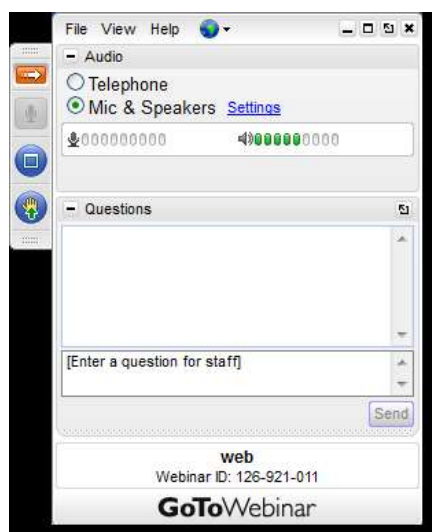 File View Help
Audio
Telephone
Mic & Speakers Settings
Questions
[Enter a question for staff]
Send
web
Webinar ID: 126-921-011
GoToWebinar